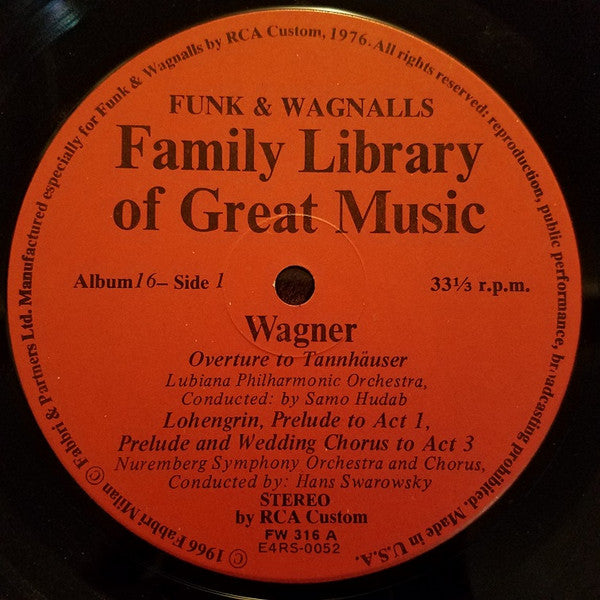 FUNK & WAGNALLS
Family Library
of Great Music
Album 16 – Side 1
33⅓ r.p.m.
Wagner
Overture to Tannhäuser
Lubiana Philharmonic Orchestra,
Conducted: by Samo Hudab
Lohengrin, Prelude to Act 1,
Prelude and Wedding Chorus to Act 3
Nuremberg Symphony Orchestra and Chorus,
Conducted by: Hans Swarowsky
STEREO
by RCA Custom
FW 316 A
E4RS-0052
© 1966 Fabbri Milan © Fabbri & Partners Ltd. Manufactured especially for Funk & Wagnalls by RCA Custom, 1976. All rights reserved: reproduction, public performance, broadcasting prohibited. Made in U.S.A.